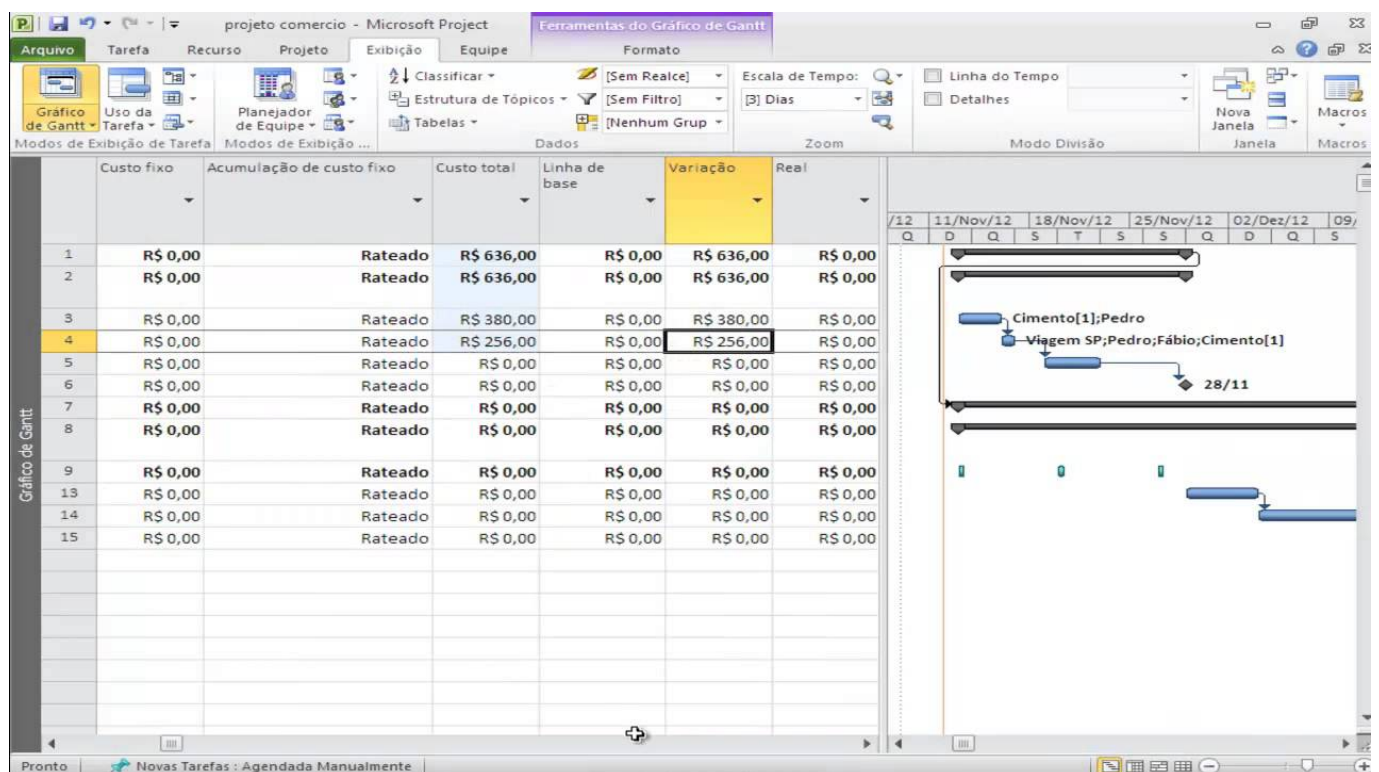 projeto comercio - Microsoft Project
Ferramentas do Gráfico de Gantt
Arquivo Tarefa Recurso Projeto Exibição Equipe Formato
Gráfico de Gantt
Uso da Tarefa
Planejador de Equipe
Classificar
Estrutura de Tópicos
Tabelas
[Sem Realce]
[Sem Filtro]
[Nenhum Grup
Escala de Tempo:
[3] Dias
Linha do Tempo
Detalhes
Nova Janela
Macros
Modos de Exibição de Tarefa Modos de Exibição ... Dados Zoom Modo Divisão Janela Macros
Custo fixo Acumulação de custo fixo Custo total Linha de base Variação Real
/12 11/Nov/12 18/Nov/12 25/Nov/12 02/Dez/12 09/
Q D Q S T S S Q D Q S
1 R$ 0,00 Rateado R$ 636,00 R$ 0,00 R$ 636,00 R$ 0,00
2 R$ 0,00 Rateado R$ 636,00 R$ 0,00 R$ 636,00 R$ 0,00
3 R$ 0,00 Rateado R$ 380,00 R$ 0,00 R$ 380,00 R$ 0,00 Cimento[1];Pedro
4 R$ 0,00 Rateado R$ 256,00 R$ 0,00 R$ 256,00 R$ 0,00 Viagem SP;Pedro;Fábio;Cimento[1]
5 R$ 0,00 Rateado R$ 0,00 R$ 0,00 R$ 0,00 R$ 0,00
6 R$ 0,00 Rateado R$ 0,00 R$ 0,00 R$ 0,00 R$ 0,00 28/11
7 R$ 0,00 Rateado R$ 0,00 R$ 0,00 R$ 0,00 R$ 0,00
8 R$ 0,00 Rateado R$ 0,00 R$ 0,00 R$ 0,00 R$ 0,00
9 R$ 0,00 Rateado R$ 0,00 R$ 0,00 R$ 0,00 R$ 0,00
13 R$ 0,00 Rateado R$ 0,00 R$ 0,00 R$ 0,00 R$ 0,00
14 R$ 0,00 Rateado R$ 0,00 R$ 0,00 R$ 0,00 R$ 0,00
15 R$ 0,00 Rateado R$ 0,00 R$ 0,00 R$ 0,00 R$ 0,00
Gráfico de Gantt
Pronto Novas Tarefas : Agendada Manualmente